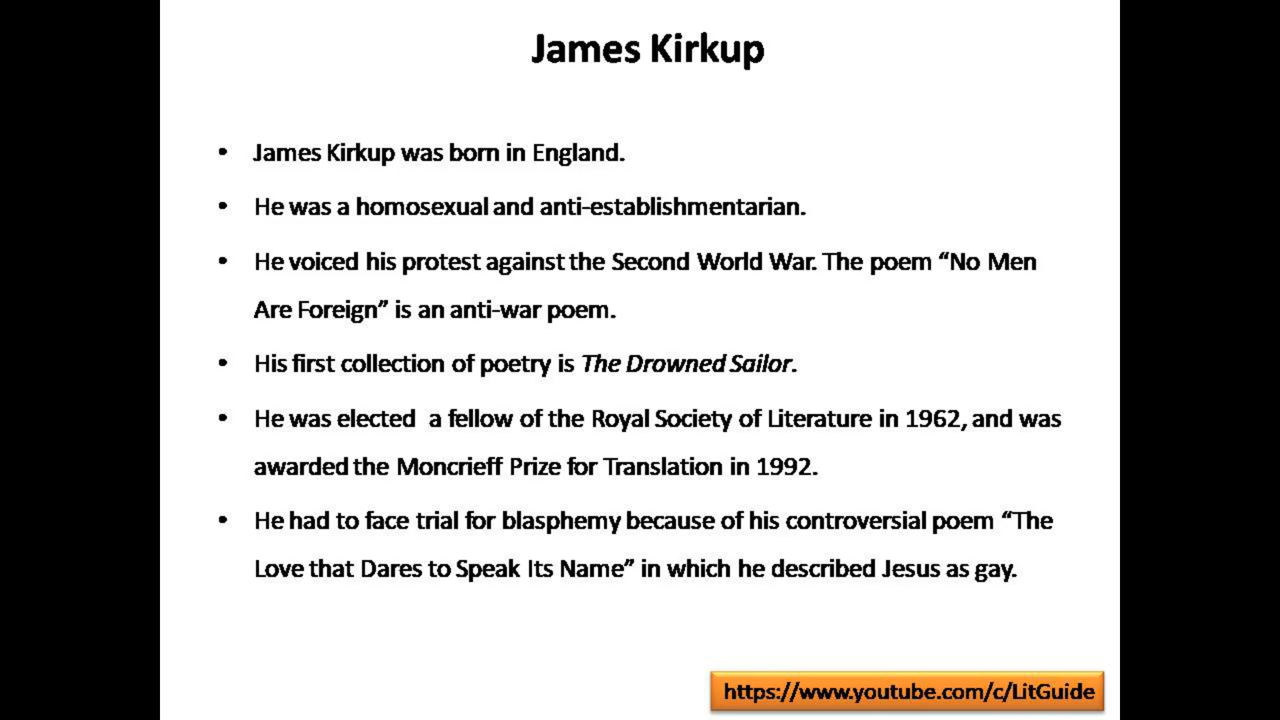 James Kirkup
• James Kirkup was born in England.
• He was a homosexual and anti-establishmentarian.
• He voiced his protest against the Second World War. The poem “No Men
Are Foreign” is an anti-war poem.
• His first collection of poetry is The Drowned Sailor.
• He was elected  a fellow of the Royal Society of Literature in 1962, and was
awarded the Moncrieff Prize for Translation in 1992.
• He had to face trial for blasphemy because of his controversial poem “The
Love that Dares to Speak Its Name” in which he described Jesus as gay.
https://www.youtube.com/c/LitGuide